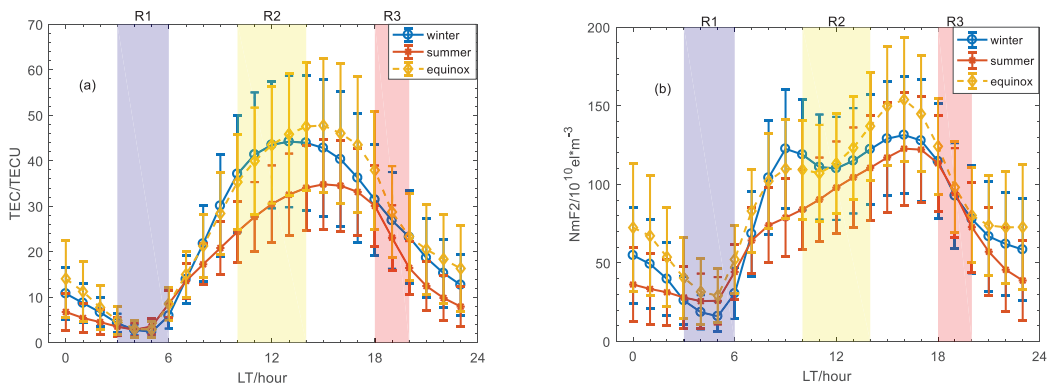 R1 R2 R3
70
60
50
40
30
20
10
0
TEC/TECU
(a)
winter
summer
equinox
0 6 12 18 24
LT/hour
R1 R2 R3
200
150
100
50
0
NmF2/10^10 el*m^-3
(b)
winter
summer
equinox
0 6 12 18 24
LT/hour